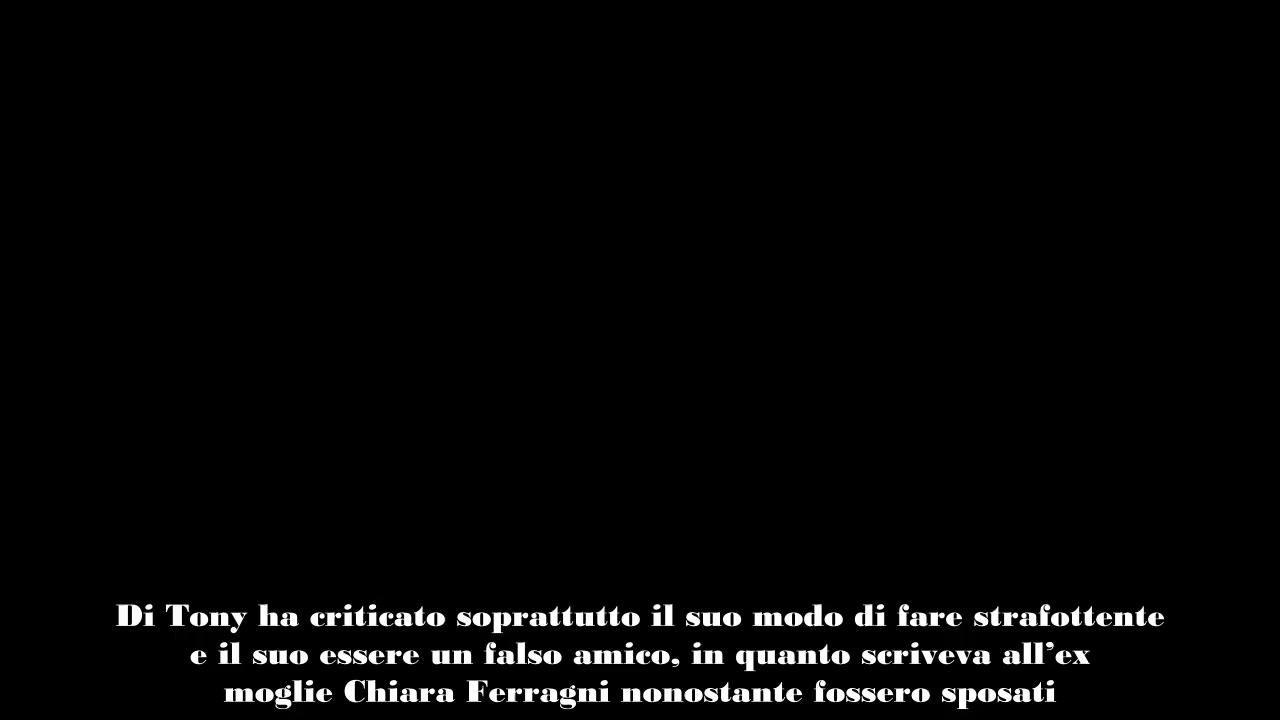 Di Tony ha criticato soprattutto il suo modo di fare strafottente
e il suo essere un falso amico, in quanto scriveva all’ex
moglie Chiara Ferragni nonostante fossero sposati